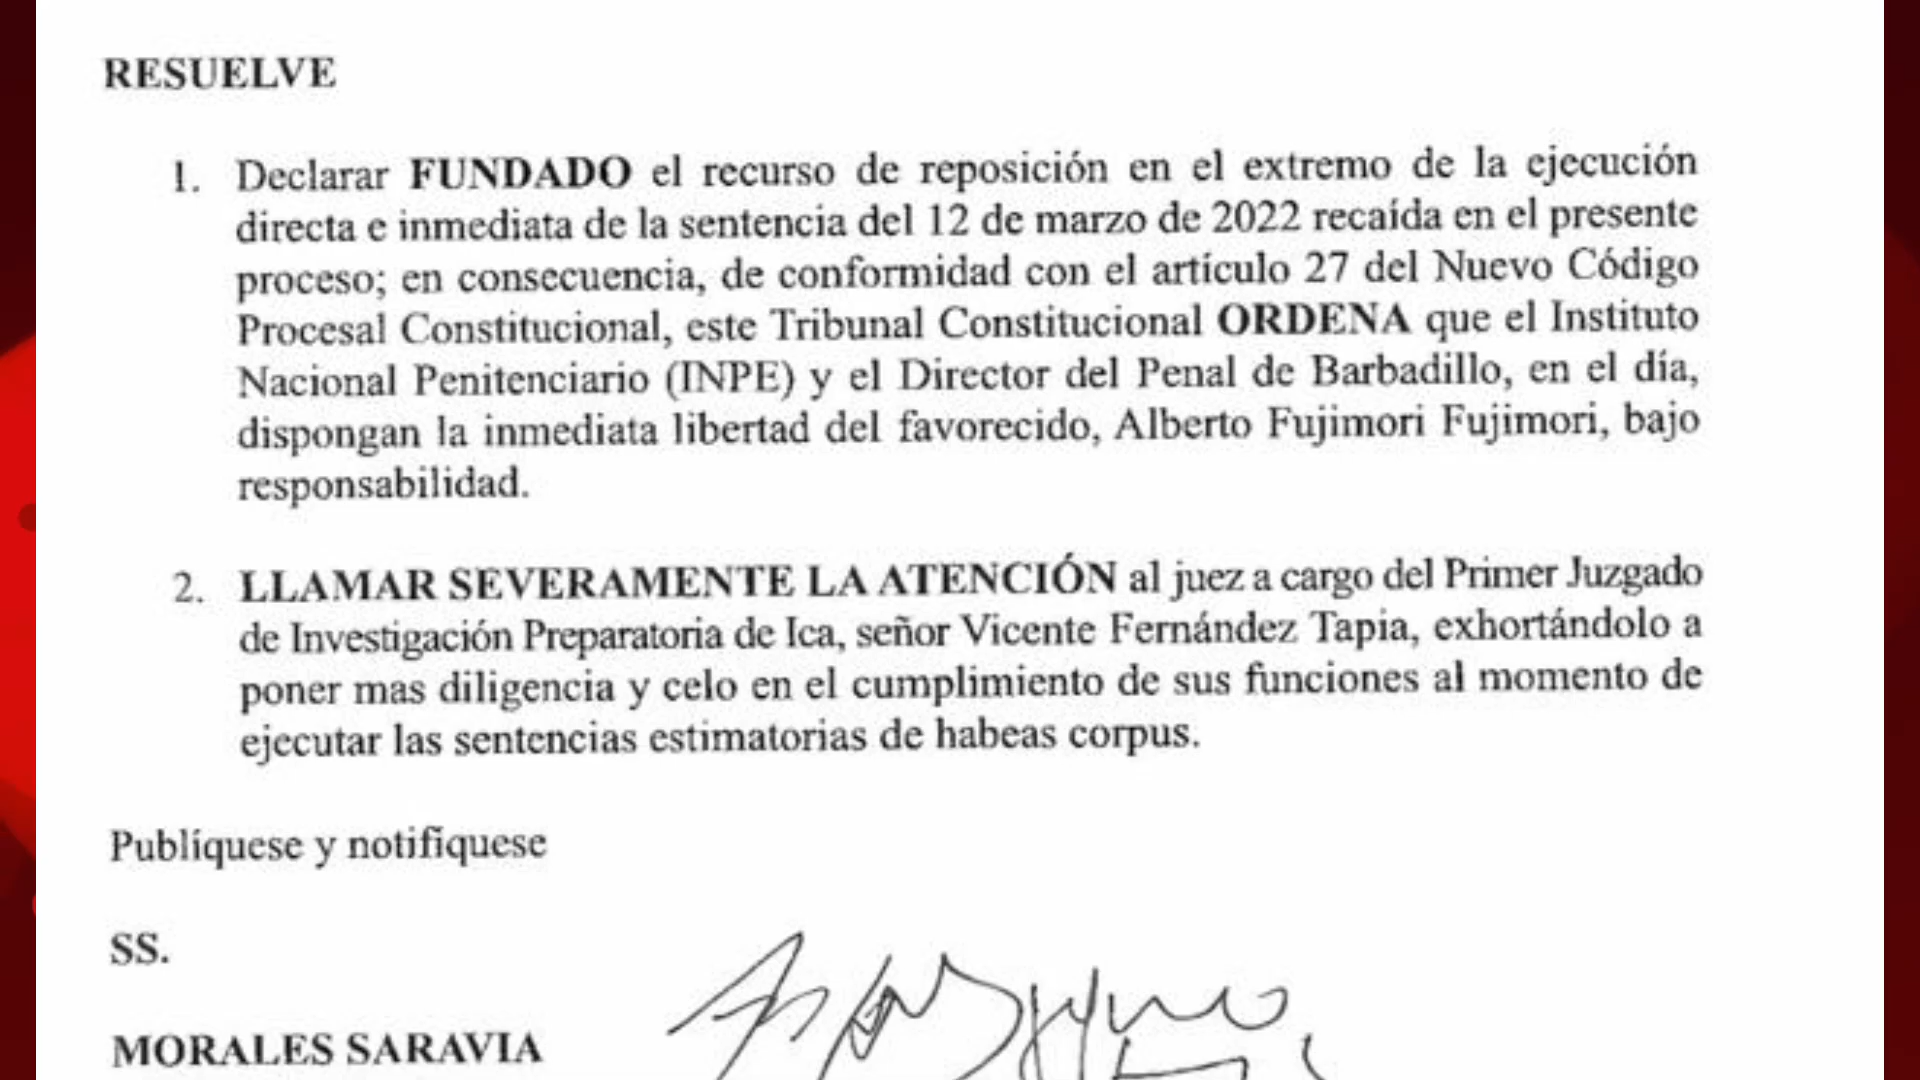 RESUELVE
1. Declarar FUNDADO el recurso de reposición en el extremo de la ejecución
directa e inmediata de la sentencia del 12 de marzo de 2022 recaída en el presente
proceso; en consecuencia, de conformidad con el artículo 27 del Nuevo Código
Procesal Constitucional, este Tribunal Constitucional ORDENA que el Instituto
Nacional Penitenciario (INPE) y el Director del Penal de Barbadillo, en el día,
dispongan la inmediata libertad del favorecido, Alberto Fujimori Fujimori, bajo
responsabilidad.
2. LLAMAR SEVERAMENTE LA ATENCIÓN al juez a cargo del Primer Juzgado
de Investigación Preparatoria de Ica, señor Vicente Fernández Tapia, exhortándolo a
poner mas diligencia y celo en el cumplimiento de sus funciones al momento de
ejecutar las sentencias estimatorias de habeas corpus.
Publíquese y notifíquese
SS.
MORALES SARAVIA